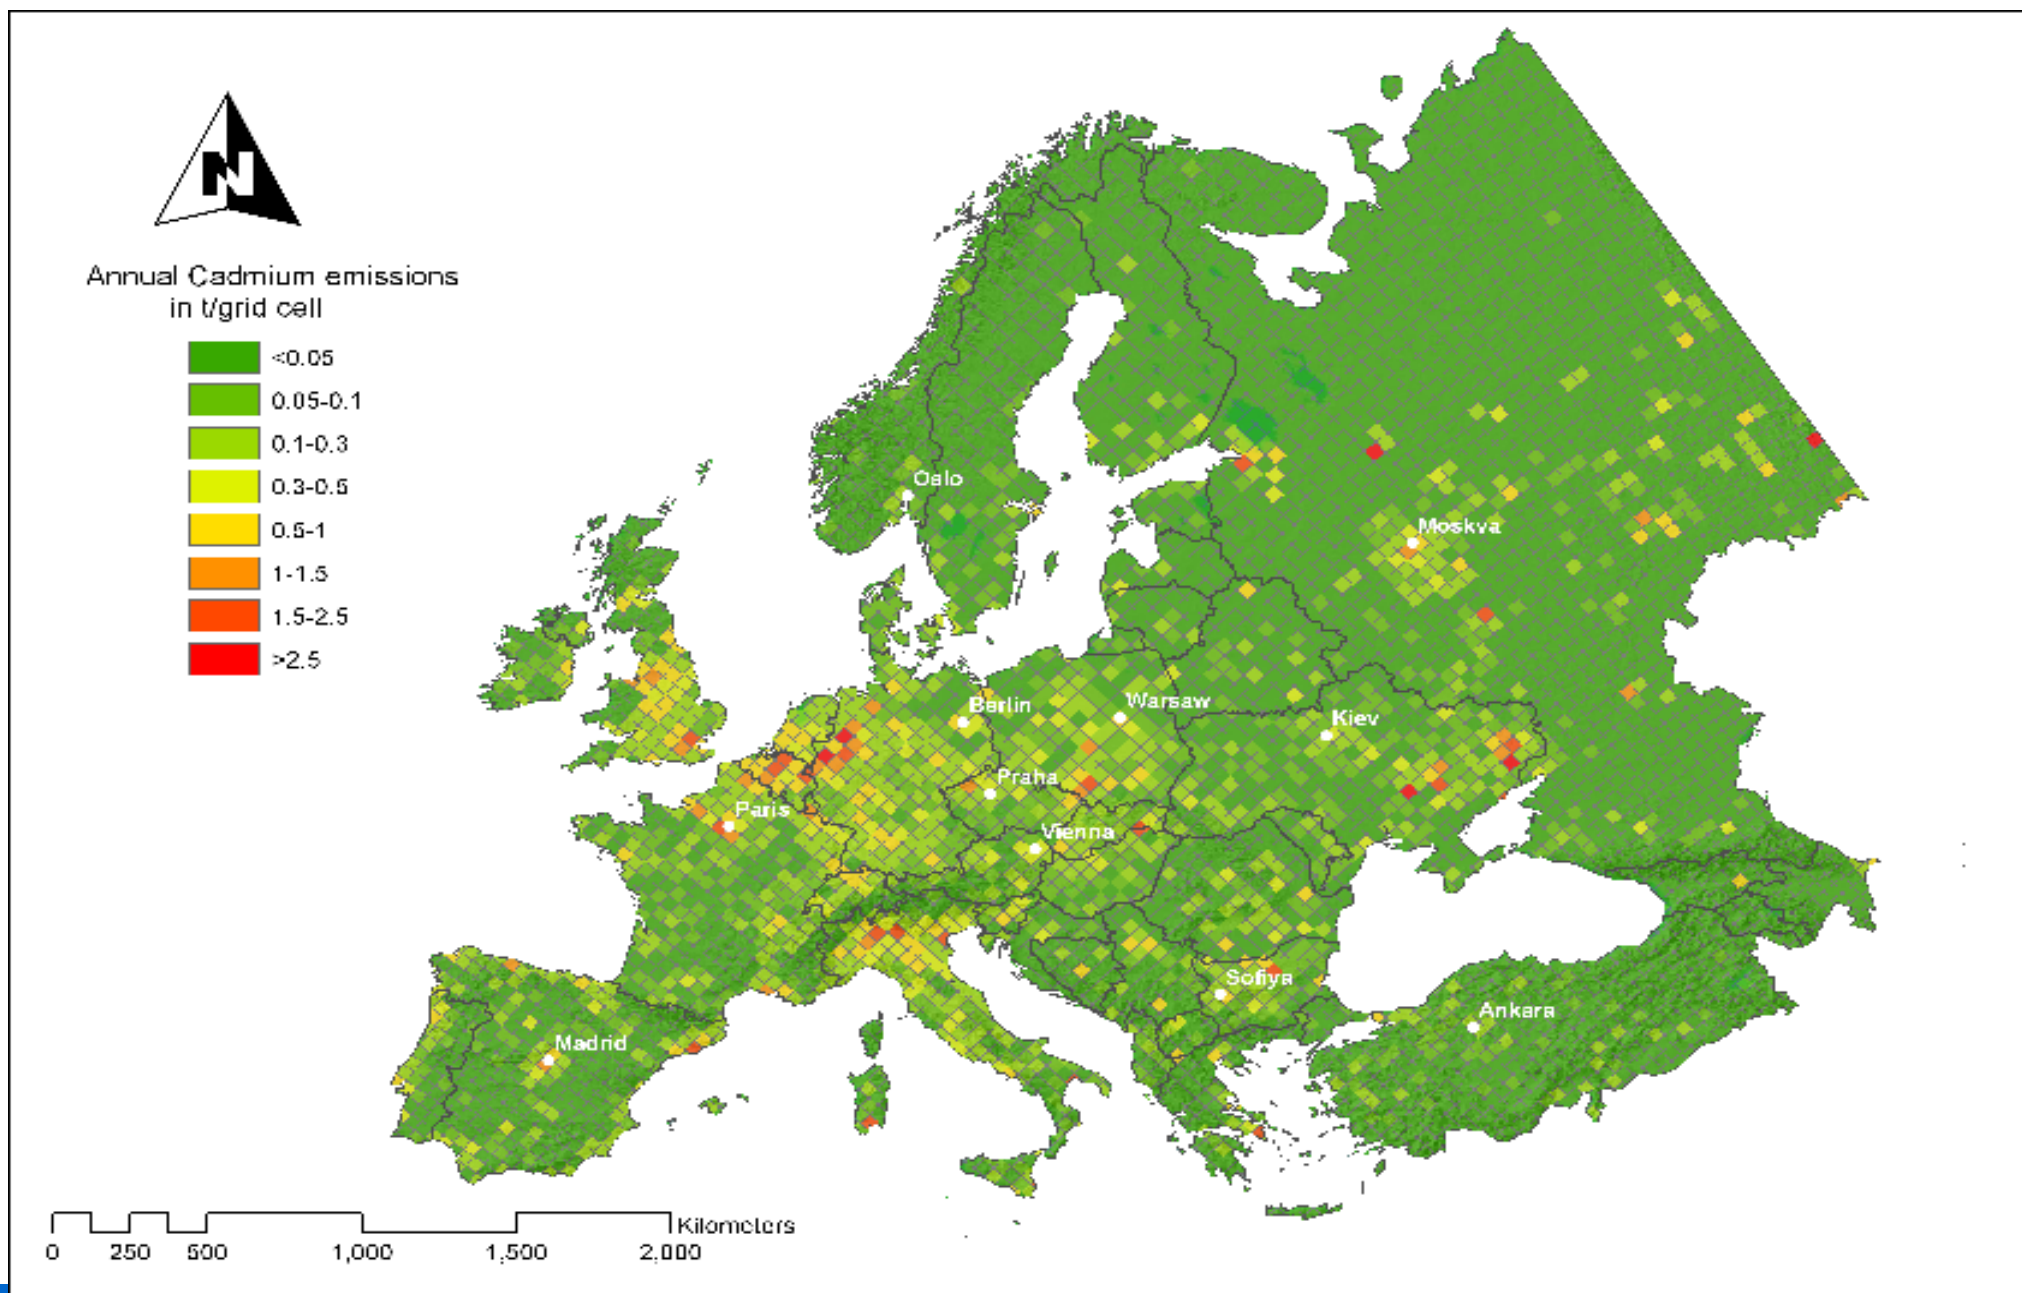 N
Annual Cadmium emissions
in t/grid cell
<0.05
0.05-0.1
0.1-0.3
0.3-0.5
0.5-1
1-1.5
1.5-2.5
>2.5
Oslo
Moskva
Berlin
Warsaw
Kiev
Praha
Paris
Vienna
Sofiya
Ankara
Madrid
Kilometers
0 250 500 1,000 1,500 2,000